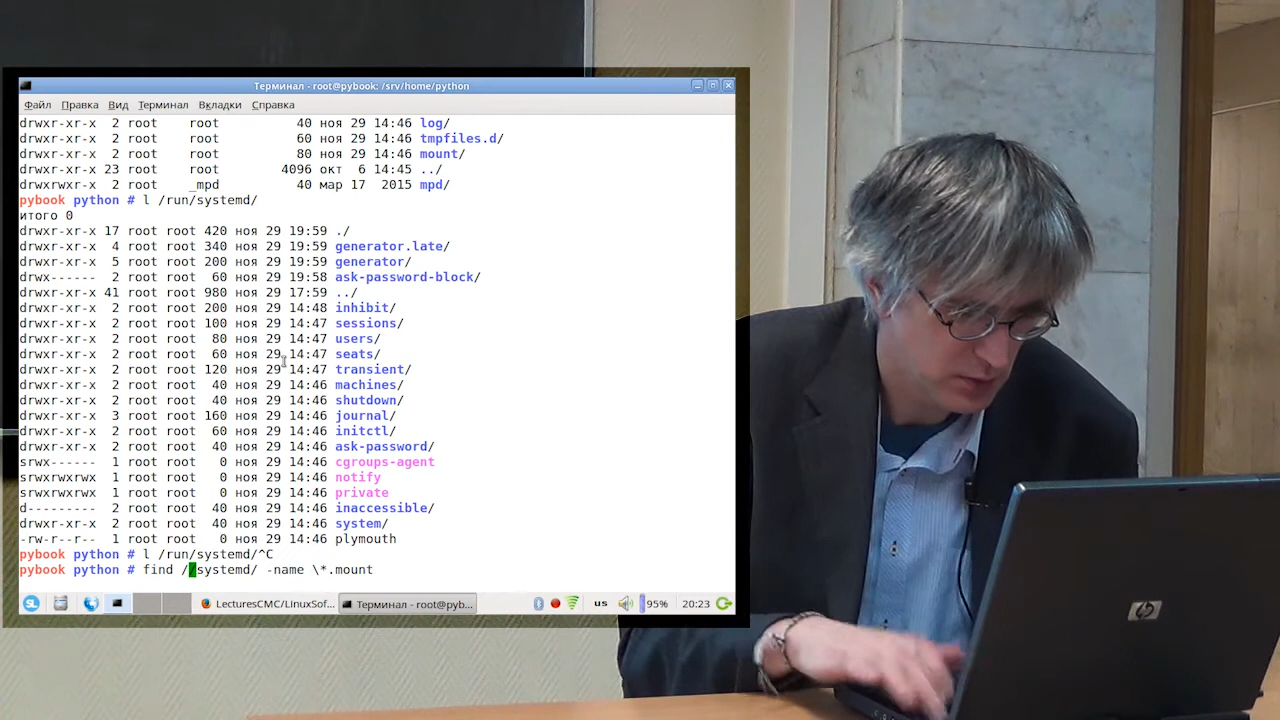 Терминал - root@pybook: /srv/home/python
Файл Правка Вид Терминал Вкладки Справка
drwxr-xr-x 2 root root 40 ноя 29 14:46 log/
drwxr-xr-x 2 root root 60 ноя 29 14:46 tmpfiles.d/
drwxr-xr-x 2 root root 80 ноя 29 14:46 mount/
drwxr-xr-x 23 root root 4096 окт 6 14:45 ../
drwxrwxr-x 2 root _mpd 40 мар 17 2015 mpd/
pybook python # l /run/systemd/
итого 0
drwxr-xr-x 17 root root 420 ноя 29 19:59 ./
drwxr-xr-x 4 root root 340 ноя 29 19:59 generator.late/
drwxr-xr-x 5 root root 200 ноя 29 19:59 generator/
drwx------ 2 root root 60 ноя 29 19:58 ask-password-block/
drwxr-xr-x 41 root root 980 ноя 29 17:59 ../
drwxr-xr-x 2 root root 200 ноя 29 14:48 inhibit/
drwxr-xr-x 2 root root 100 ноя 29 14:47 sessions/
drwxr-xr-x 2 root root 80 ноя 29 14:47 users/
drwxr-xr-x 2 root root 60 ноя 29 14:47 seats/
drwxr-xr-x 2 root root 120 ноя 29 14:47 transient/
drwxr-xr-x 2 root root 40 ноя 29 14:46 machines/
drwxr-xr-x 2 root root 40 ноя 29 14:46 shutdown/
drwxr-xr-x 3 root root 160 ноя 29 14:46 journal/
drwxr-xr-x 2 root root 60 ноя 29 14:46 initctl/
drwxr-xr-x 2 root root 40 ноя 29 14:46 ask-password/
srwx------ 1 root root 0 ноя 29 14:46 cgroups-agent
srwxrwxrwx 1 root root 0 ноя 29 14:46 notify
srwxrwxrwx 1 root root 0 ноя 29 14:46 private
d--------- 2 root root 40 ноя 29 14:46 inaccessible/
drwxr-xr-x 2 root root 40 ноя 29 14:46 system/
-rw-r--r-- 1 root root 0 ноя 29 14:46 plymouth
pybook python # l /run/systemd/^C
pybook python # find //systemd/ -name \*.mount
SL LecturesCMC/LinuxSof... Терминал - root@pyb... us 95% 20:23
hp